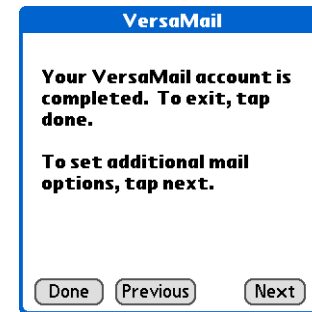 VersaMail
Your VersaMail account is
completed. To exit, tap
done.
To set additional mail
options, tap next.
Done Previous Next